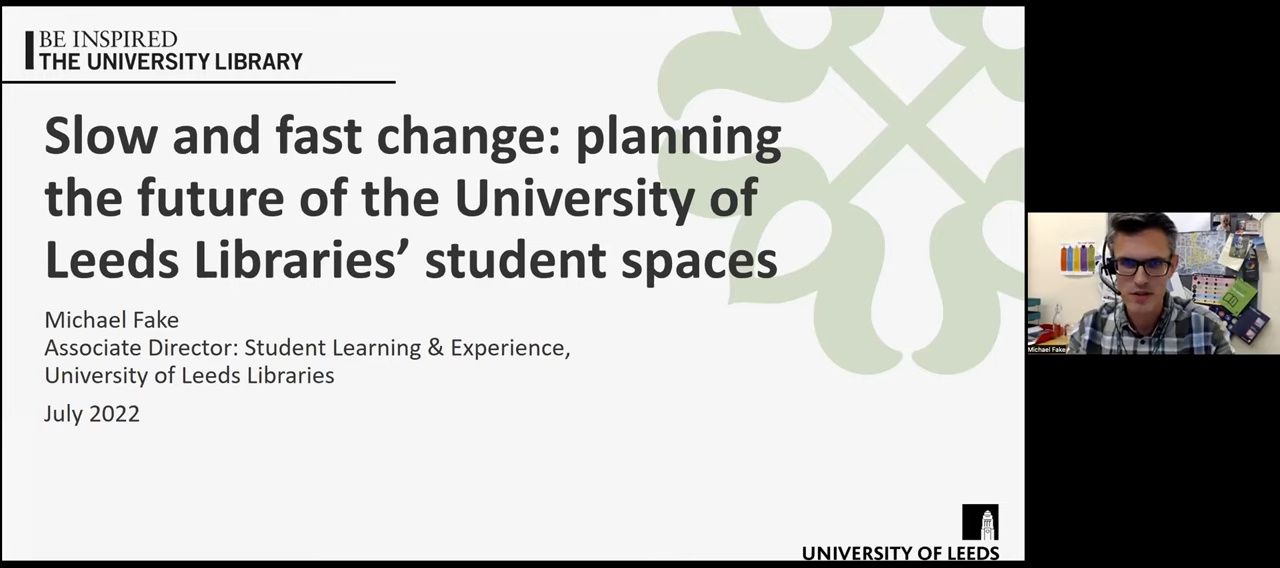 BE INSPIRED
THE UNIVERSITY LIBRARY
Slow and fast change: planning
the future of the University of
Leeds Libraries’ student spaces
Michael Fake
Associate Director: Student Learning & Experience,
University of Leeds Libraries
July 2022
UNIVERSITY OF LEEDS
Michael Fake